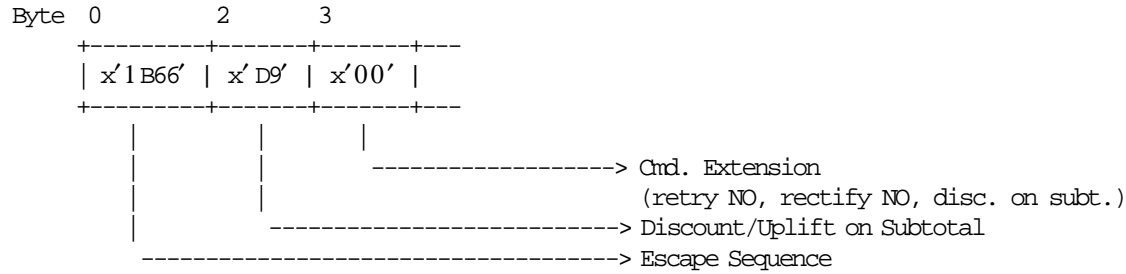 Byte 0 2 3
+---------+-------+-------+---
| x'1B66' | x'D9' | x'00' |
+---------+-------+-------+---
| | |
| | ------------------> Cmd. Extension
| | (retry NO, rectify NO, disc. on subt.)
| --------------------------> Discount/Uplift on Subtotal
------------------------------------> Escape Sequence